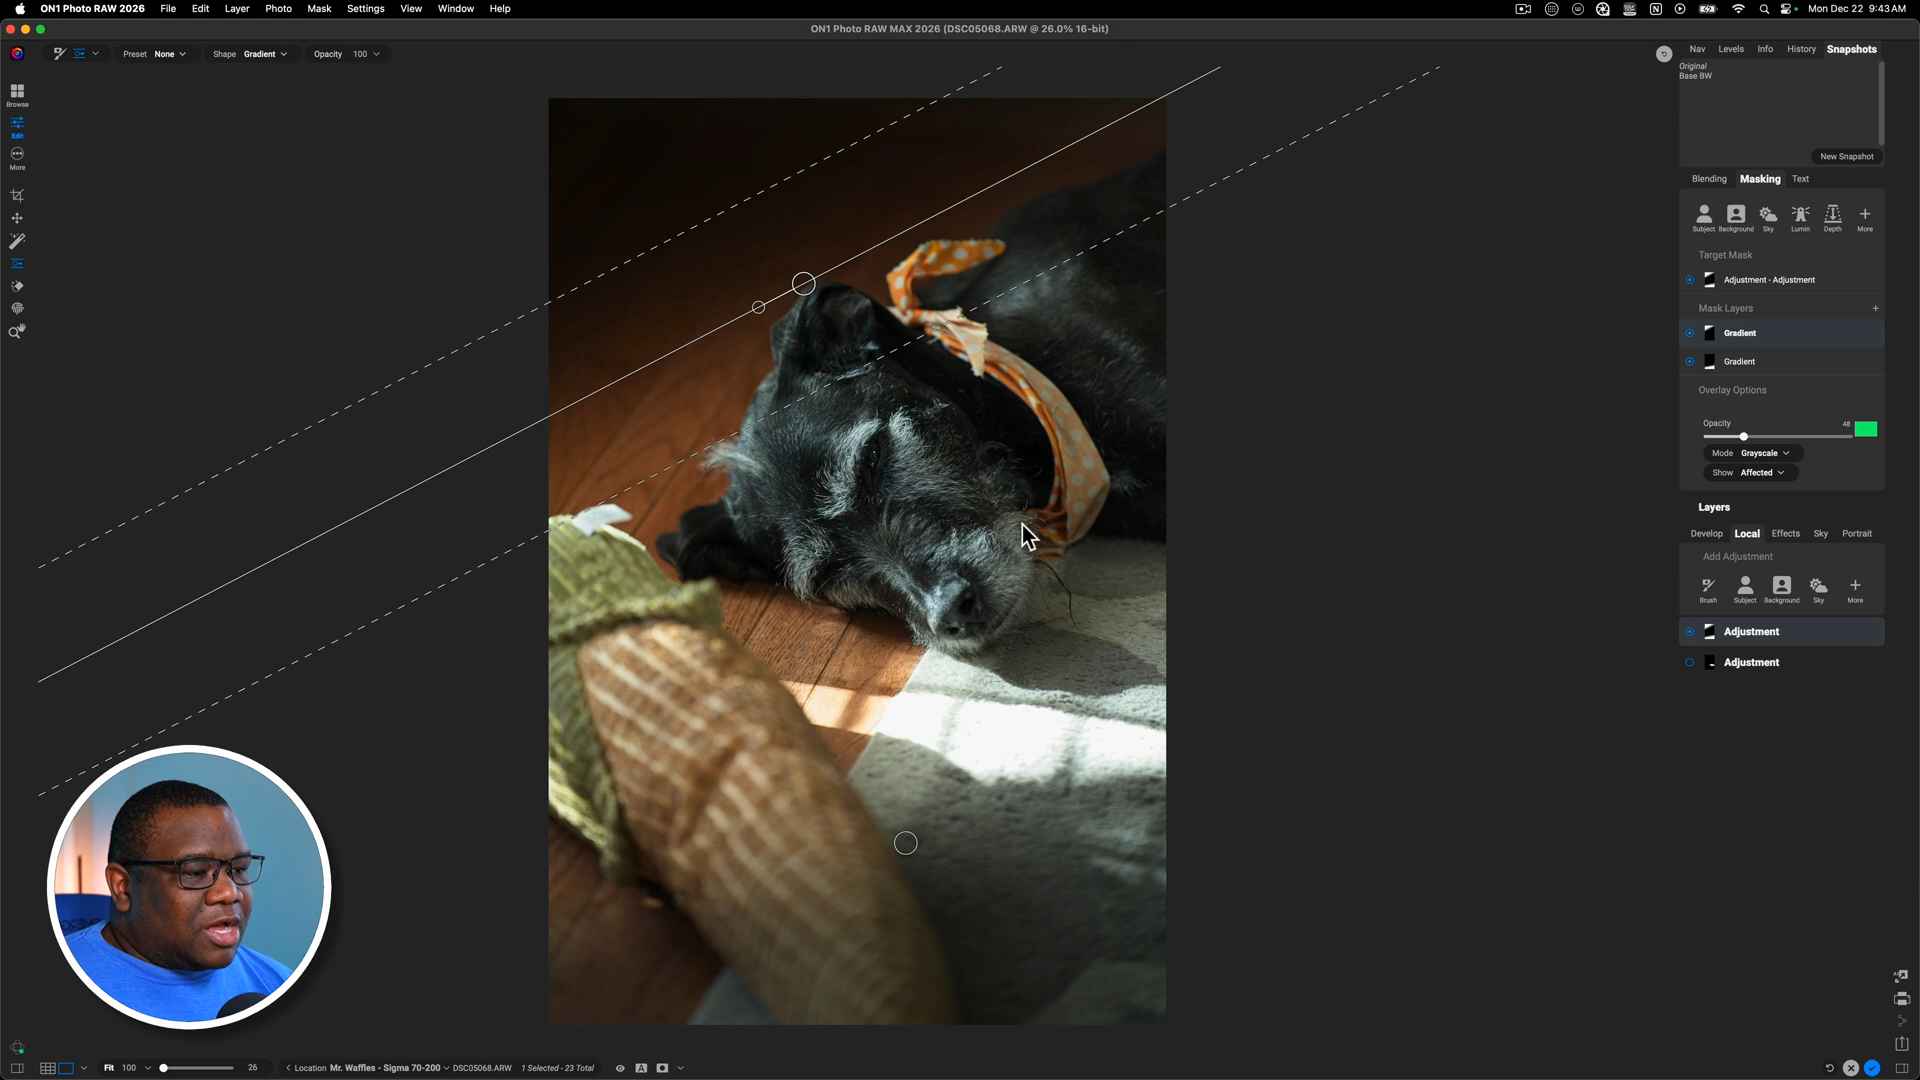 ON1 Photo RAW 2026 File Edit Layer Photo Mask Settings View Window Help
Mon Dec 22 9:43 AM
ON1 Photo RAW MAX 2026 (DSC05068.ARW @ 26.0% 16-bit)
Preset None Shape Gradient Opacity 100
Nav Levels Info History Snapshots
Original
Base BW
New Snapshot
Browse
Edit
More
Blending Masking Text
Subject Background Sky Lumin Depth More
Target Mask
Adjustment - Adjustment
Mask Layers
Gradient
Gradient
Overlay Options
Opacity 48
Mode Grayscale
Show Affected
Layers
Develop Local Effects Sky Portrait
Add Adjustment
Brush Subject Background Sky More
Adjustment
Adjustment
Fit 100 26 Location Mr. Waffles - Sigma 70-200 DSC05068.ARW 1 Selected - 23 Total A